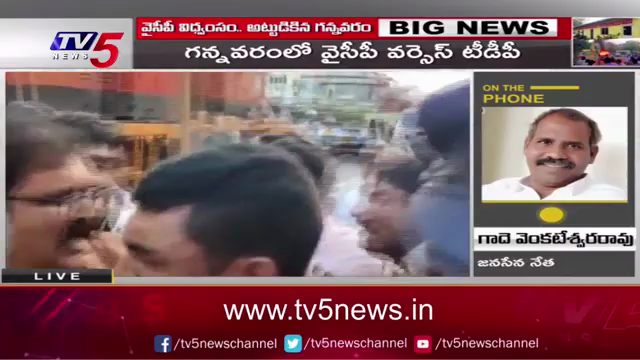 TV5
NEWS
వైసీపీ విధ్వంసం.. అట్టుడికిన గన్నవరం
BIG NEWS
గన్నవరంలో వైసీపీ వర్సెస్ టీడీపీ
ON THE
PHONE
గాదె వెంకటేశ్వరరావు
జనసేన నేత
LIVE
www.tv5news.in
/tv5newschannel
/tv5newschannel
/tv5newschannel